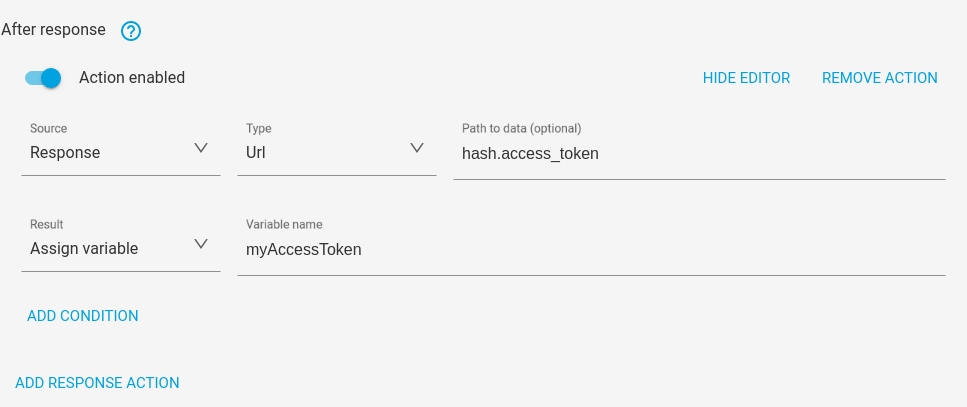 After response ?
Action enabled HIDE EDITOR REMOVE ACTION
Source Type Path to data (optional)
Response Url hash.access_token
Result Variable name
Assign variable myAccessToken
ADD CONDITION
ADD RESPONSE ACTION